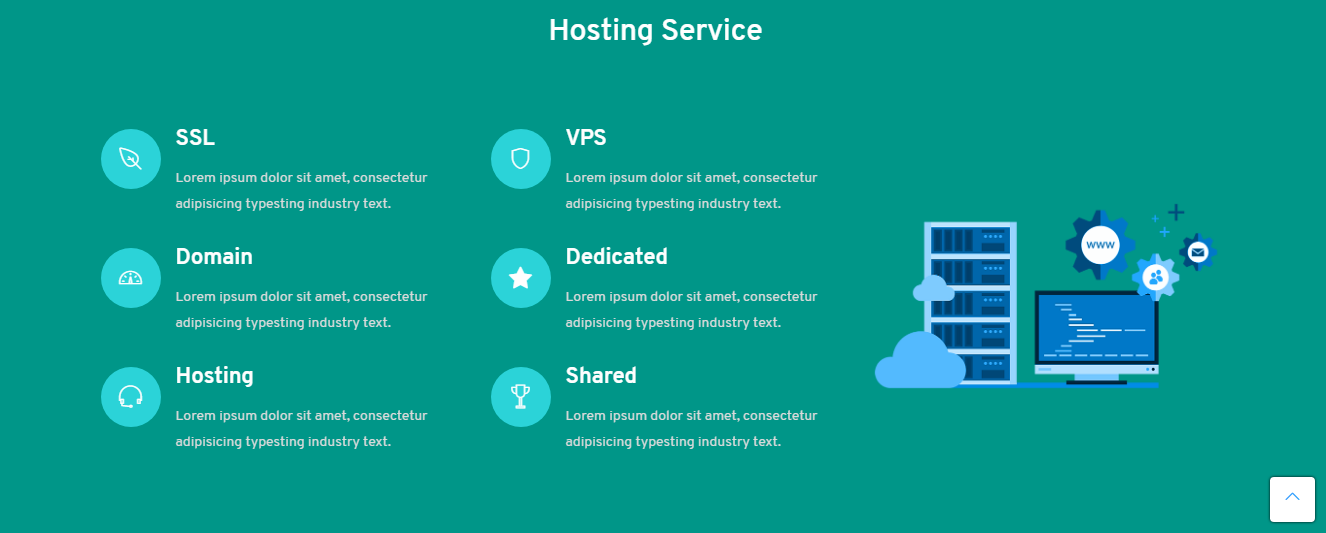 Hosting Service
SSL
Lorem ipsum dolor sit amet, consectetur
adipisicing typesting industry text.
VPS
Lorem ipsum dolor sit amet, consectetur
adipisicing typesting industry text.
Domain
Lorem ipsum dolor sit amet, consectetur
adipisicing typesting industry text.
Dedicated
Lorem ipsum dolor sit amet, consectetur
adipisicing typesting industry text.
Hosting
Lorem ipsum dolor sit amet, consectetur
adipisicing typesting industry text.
Shared
Lorem ipsum dolor sit amet, consectetur
adipisicing typesting industry text.
www